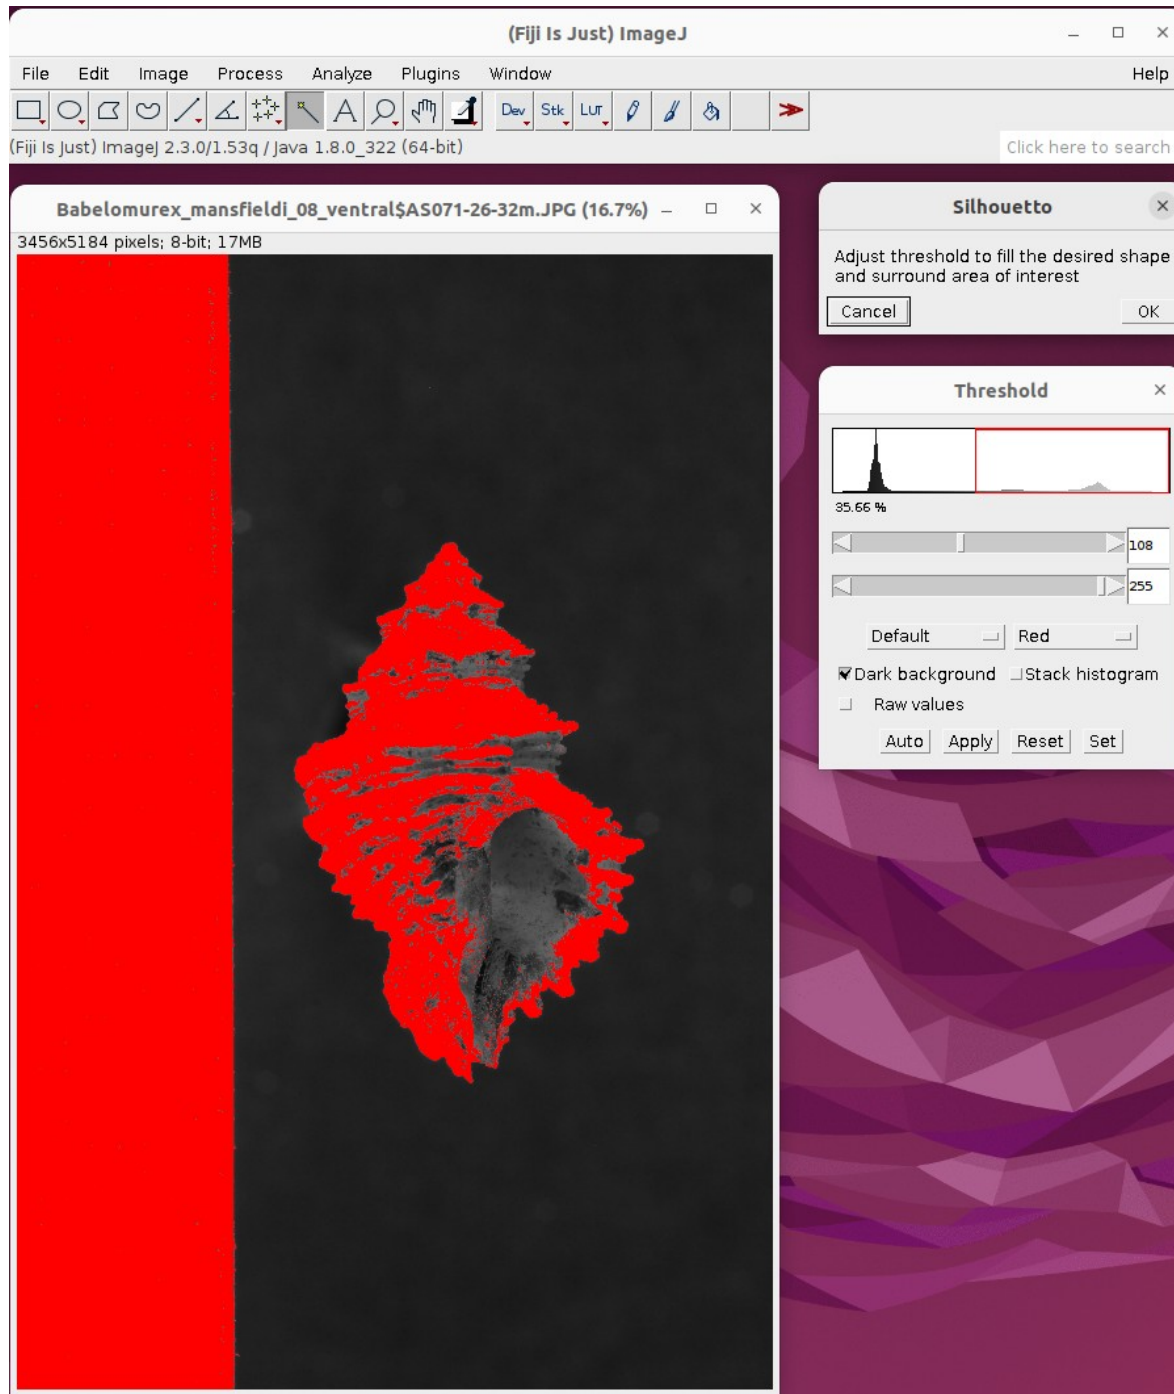 (Fiji Is Just) ImageJ
File Edit Image Process Analyze Plugins Window Help
Dev Stk LUT
(Fiji Is Just) ImageJ 2.3.0/1.53q / Java 1.8.0_322 (64-bit) Click here to search
Babelomurex_mansfieldi_08_ventral$AS071-26-32m.JPG (16.7%)
3456x5184 pixels; 8-bit; 17MB
Silhouetto
Adjust threshold to fill the desired shape
and surround area of interest
Cancel OK
Threshold
35.66 %
108
255
Default Red
Dark background Stack histogram
Raw values
Auto Apply Reset Set